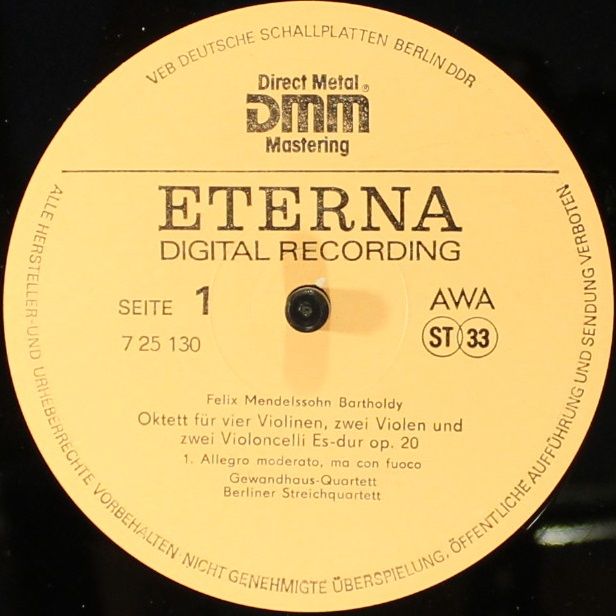 VEB DEUTSCHE SCHALLPLATTEN BERLIN DDR
Direct Metal®
DMM
Mastering
ETERNA
DIGITAL RECORDING
SEITE 1
AWA
7 25 130
ST 33
Felix Mendelssohn Bartholdy
Oktett für vier Violinen, zwei Violen und
zwei Violoncelli Es-dur op. 20
1. Allegro moderato, ma con fuoco
Gewandhaus-Quartett
Berliner Streichquartett
ALLE HERSTELLER-UND URHEBERRECHTE VORBEHALTEN NICHT GENEHMIGTE ÜBERSPIELUNG, ÖFFENTLICHE AUFFÜHRUNG UND SENDUNG VERBOTEN